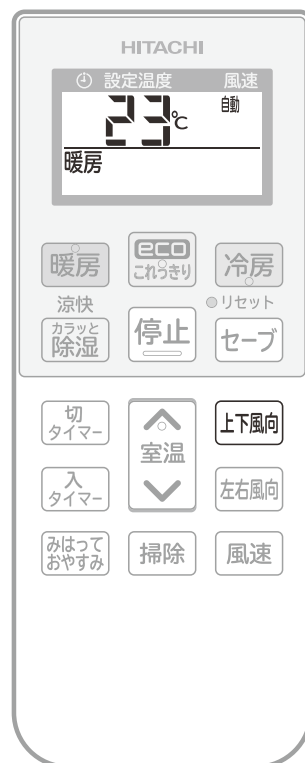 HITACHI
設定温度 風速
23℃ 自動
暖房
暖房 eco これっきり 冷房
涼快 リセット
カラッと 除湿 停止 セーブ
切 タイマー 室温 上下風向
入 タイマー 左右風向
みはって おやすみ 掃除 風速